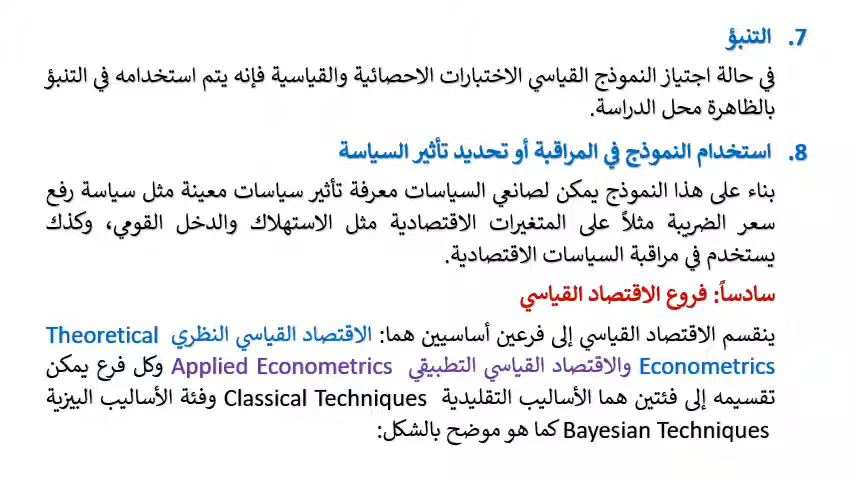 7. التنبؤ
في حالة اجتياز النموذج القياسي الاختبارات الاحصائية والقياسية فإنه يتم استخدامه في التنبؤ
بالظاهرة محل الدراسة.
8. استخدام النموذج في المراقبة أو تحديد تأثير السياسة
بناء على هذا النموذج يمكن لصانعي السياسات معرفة تأثير سياسات معينة مثل سياسة رفع
سعر الضريبة مثلاً على المتغيرات الاقتصادية مثل الاستهلاك والدخل القومي، وكذك
يستخدم في مراقبة السياسات الاقتصادية.
سادساً: فروع الاقتصاد القياسي
ينقسم الاقتصاد القياسي إلى فرعين أساسيين هما: الاقتصاد القياسي النظري Theoretical
Econometrics والاقتصاد القياسي التطبيقي Applied Econometrics وكل فرع يمكن
تقسيمه إلى فئتين هما الأساليب التقليدية Classical Techniques وفئة الأساليب البيزية
Bayesian Techniques كما هو موضح بالشكل: